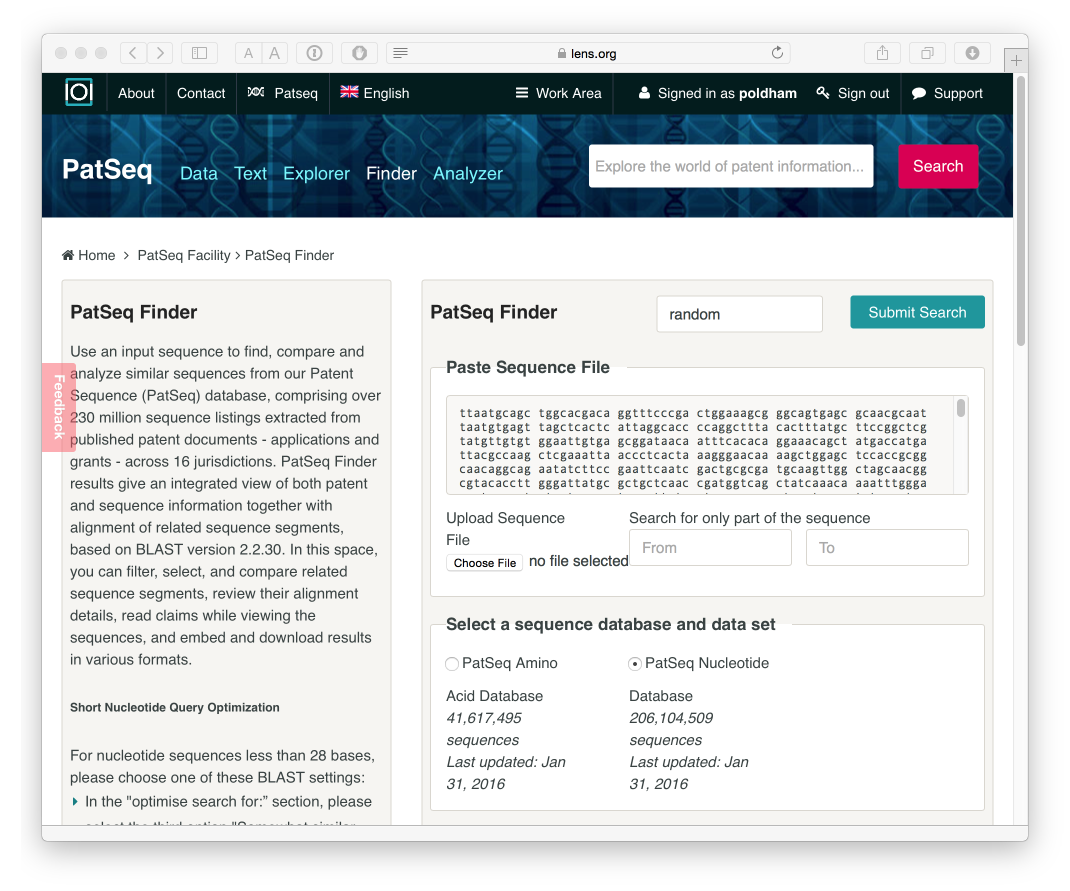 A A
lens.org
About Contact Patseq English Work Area Signed in as poldham Sign out Support
PatSeq Data Text Explorer Finder Analyzer Explore the world of patent information... Search
Home > PatSeq Facility > PatSeq Finder
PatSeq Finder
Use an input sequence to find, compare and
analyze similar sequences from our Patent
Sequence (PatSeq) database, comprising over
230 million sequence listings extracted from
published patent documents - applications and
grants - across 16 jurisdictions. PatSeq Finder
results give an integrated view of both patent
and sequence information together with
alignment of related sequence segments,
based on BLAST version 2.2.30. In this space,
you can filter, select, and compare related
sequence segments, review their alignment
details, read claims while viewing the
sequences, and embed and download results
in various formats.
Short Nucleotide Query Optimization
For nucleotide sequences less than 28 bases,
please choose one of these BLAST settings:
In the "optimise search for:" section, please
select the third option "Somewhat similar
Feedback
PatSeq Finder random Submit Search
Paste Sequence File
ttaatgcagc tggcacgaca ggtttcccga ctggaaagcg ggcagtgagc gcaacgcaat
taatgtgagt tagctcactc attaggcacc ccaggcttta cactttatgc ttccggctcg
tatgttgtgt ggaattgtga gcggataaca atttcacaca ggaaacagct atgaccatga
ttacgccaag ctcgaaatta accctcacta aagggaacaa aagctggagc tccaccgcgg
caacaggcag aatatcttcc gaattcaatc gactgcgcga tgcaagttgg ctagcaacgg
cgtacacctt gggattatgc gctgctcaac cgatggtcag ctatcaaaca aaatttggga
Upload Sequence
File
Choose File no file selected
Search for only part of the sequence
From To
Select a sequence database and data set
PatSeq Amino
Acid Database
41,617,495
sequences
Last updated: Jan
31, 2016
PatSeq Nucleotide
Database
206,104,509
sequences
Last updated: Jan
31, 2016